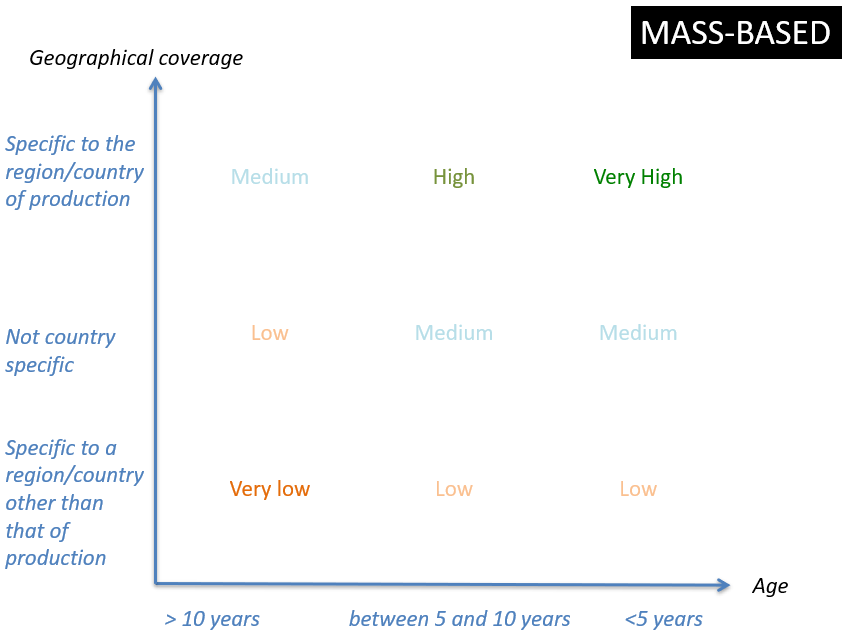 MASS-BASED
Geographical coverage
Specific to the
region/country
of production
Medium
High
Very High
Not country
specific
Low
Medium
Medium
Specific to a
region/country
other than
that of
production
Very low
Low
Low
Age
> 10 years
between 5 and 10 years
<5 years